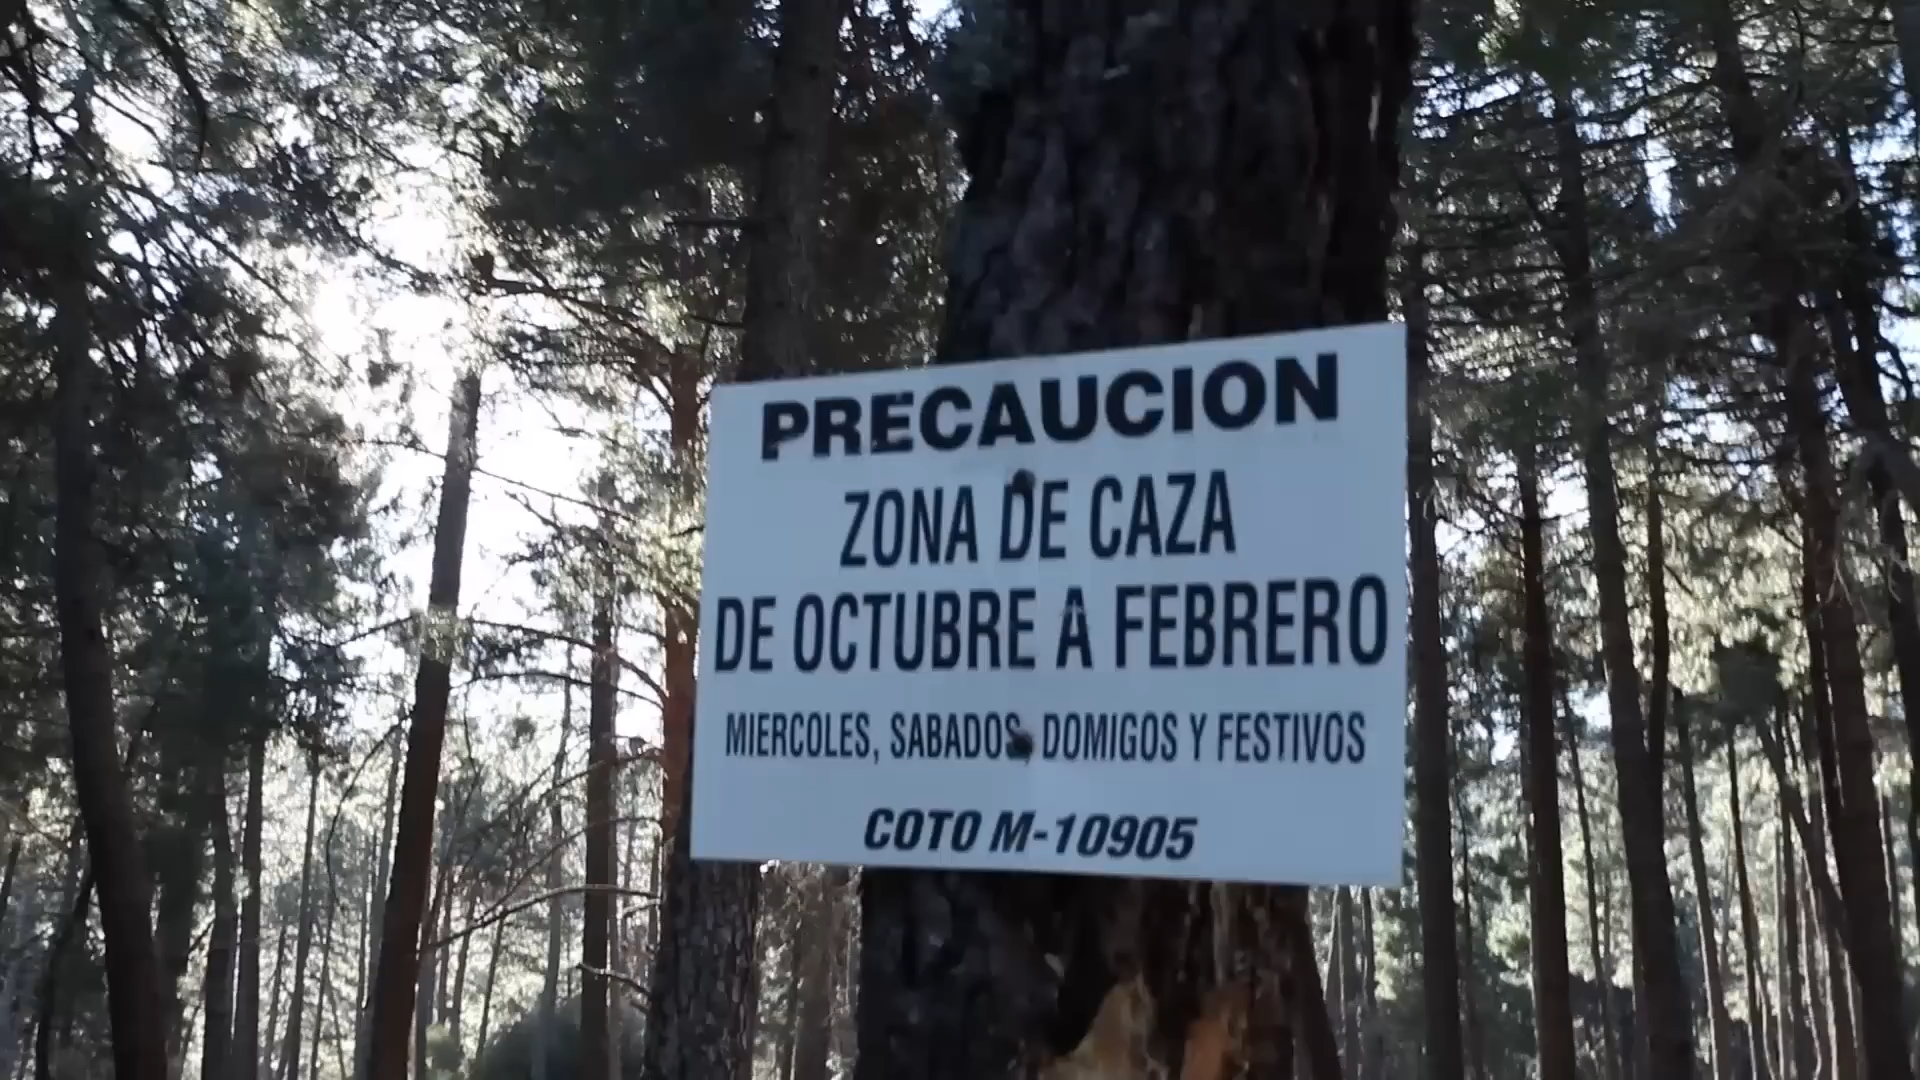 PRECAUCION
ZONA DE CAZA
DE OCTUBRE A FEBRERO
MIERCOLES, SABADOS, DOMIGOS Y FESTIVOS
COTO M-10905